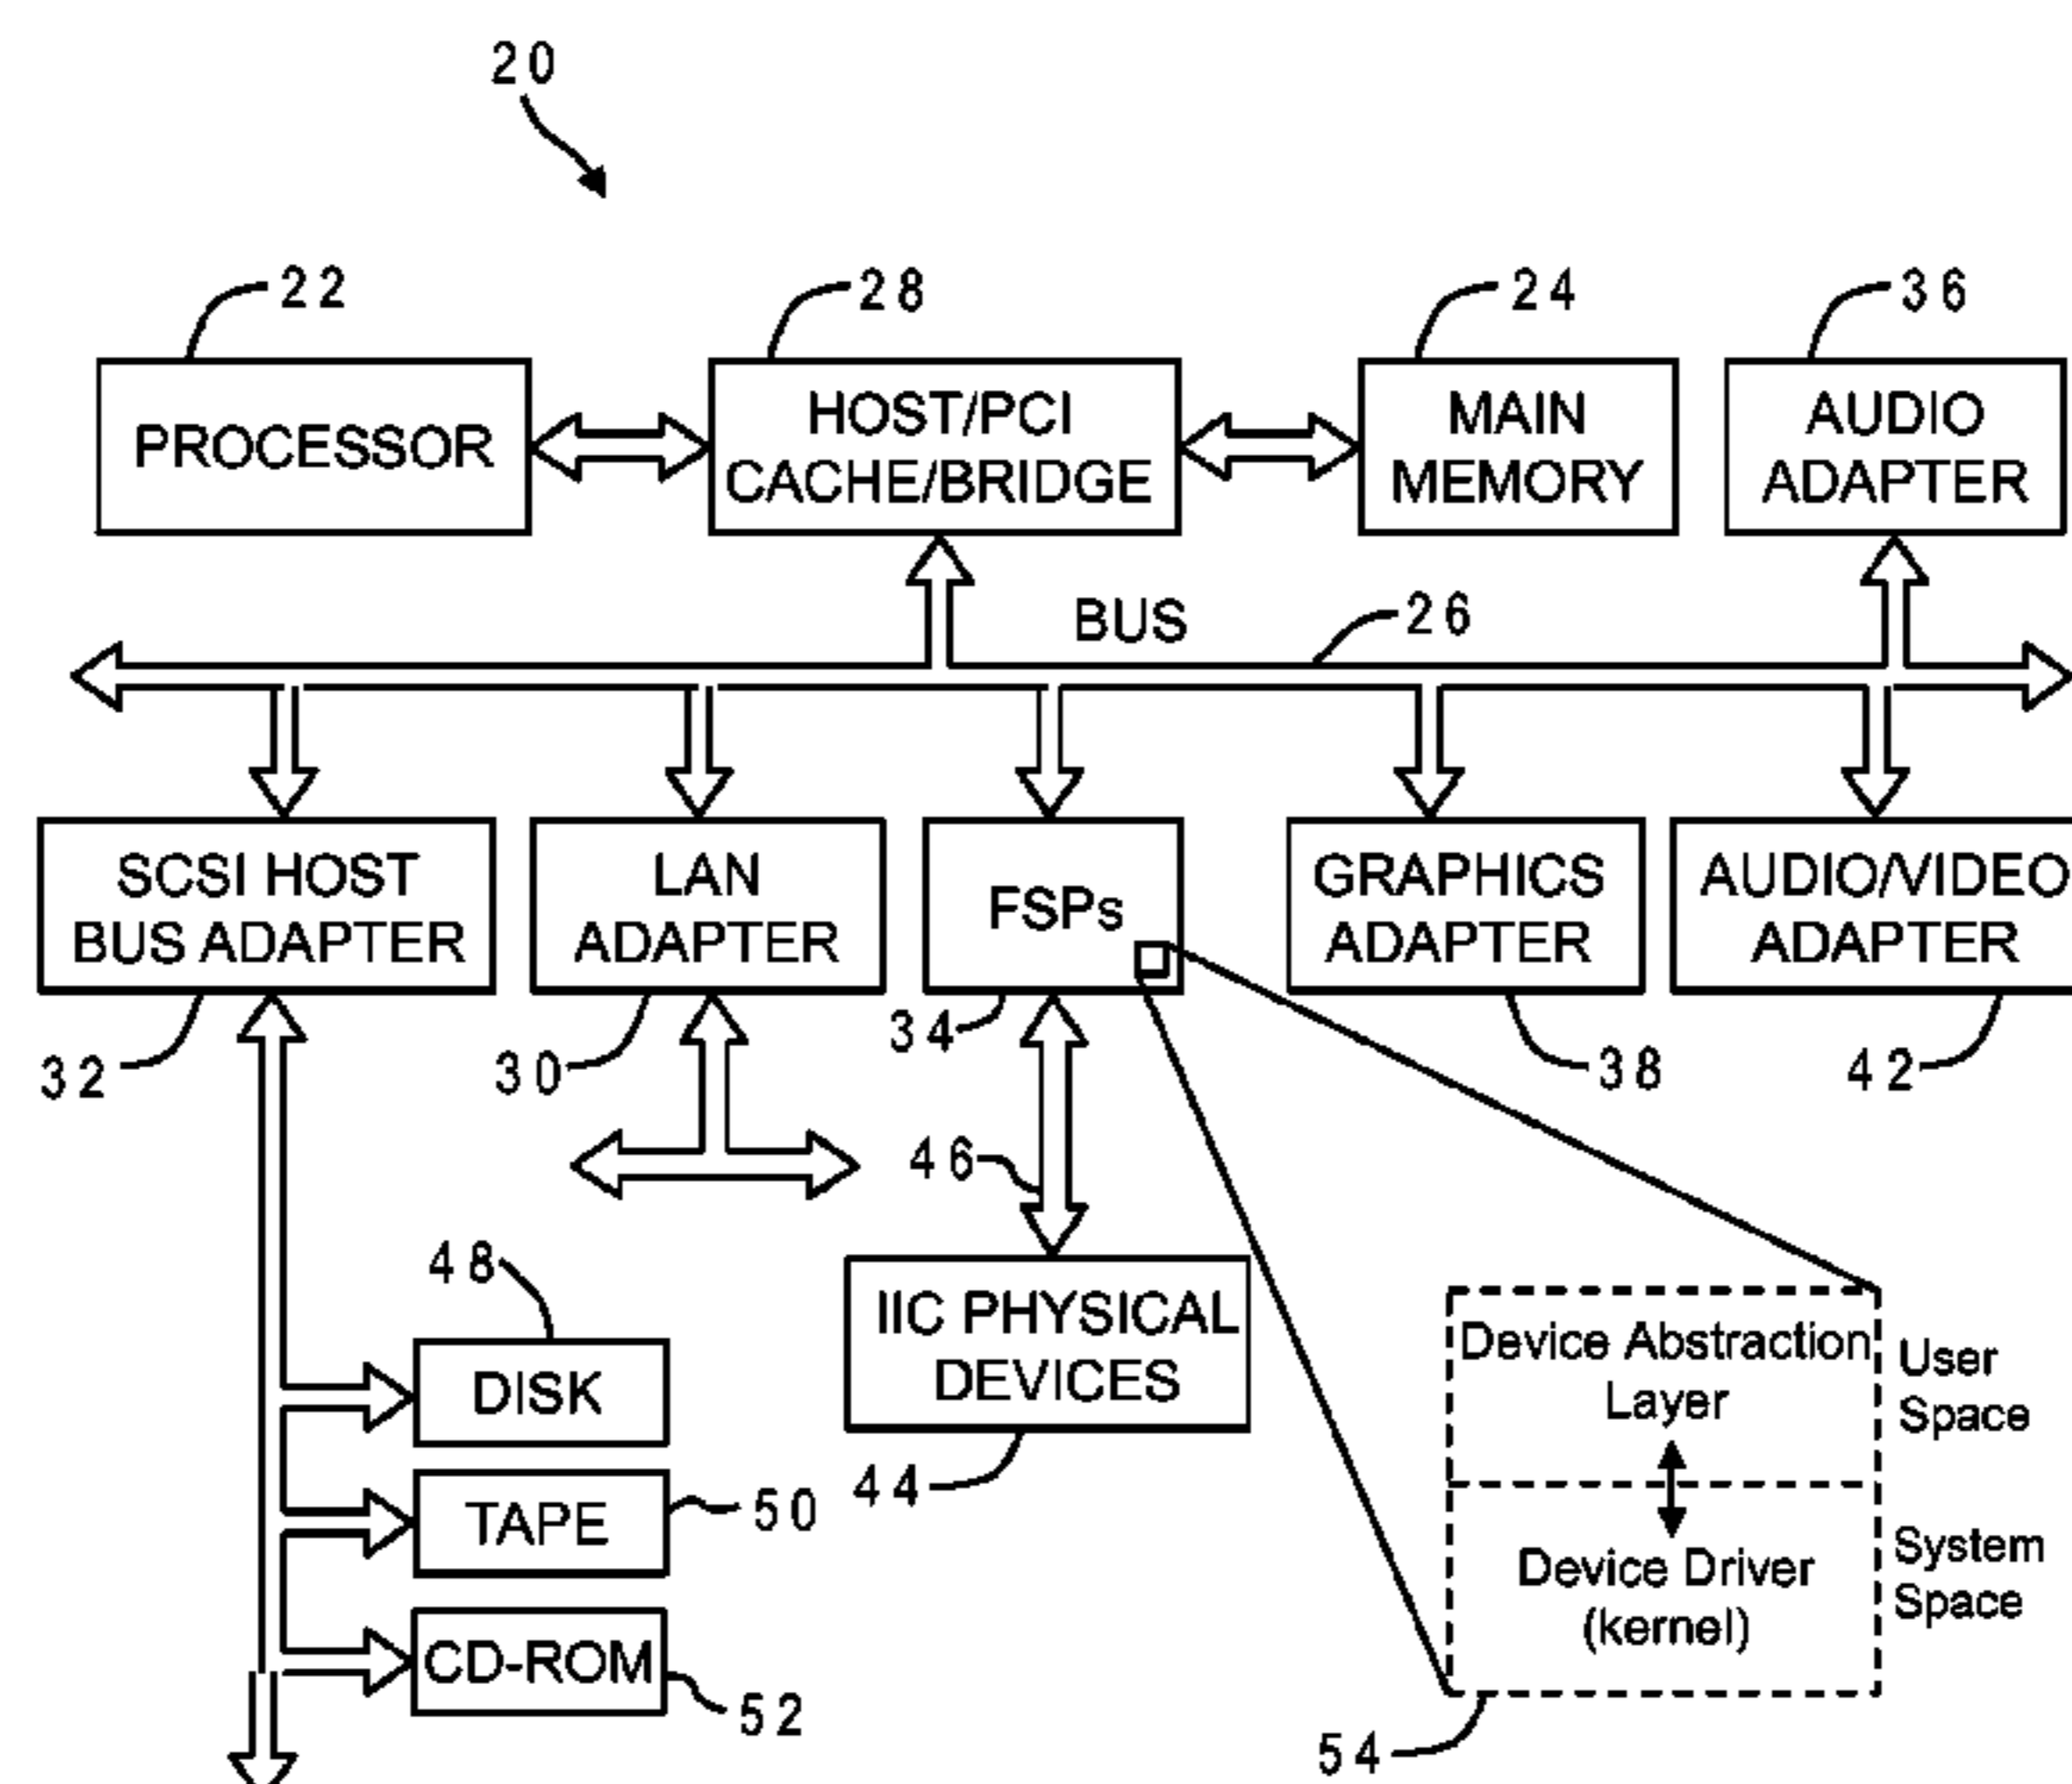 20
22
28
24
36
PROCESSOR
HOST/PCI
CACHE/BRIDGE
MAIN
MEMORY
AUDIO
ADAPTER
BUS
26
SCSI HOST
BUS ADAPTER
LAN
ADAPTER
FSPs
GRAPHICS
ADAPTER
AUDIO/VIDEO
ADAPTER
32
30
34
38
42
46
48
DISK
IIC PHYSICAL
DEVICES
44
TAPE
50
CD-ROM
52
Device Abstraction
Layer
User
Space
Device Driver
(kernel)
System
Space
54